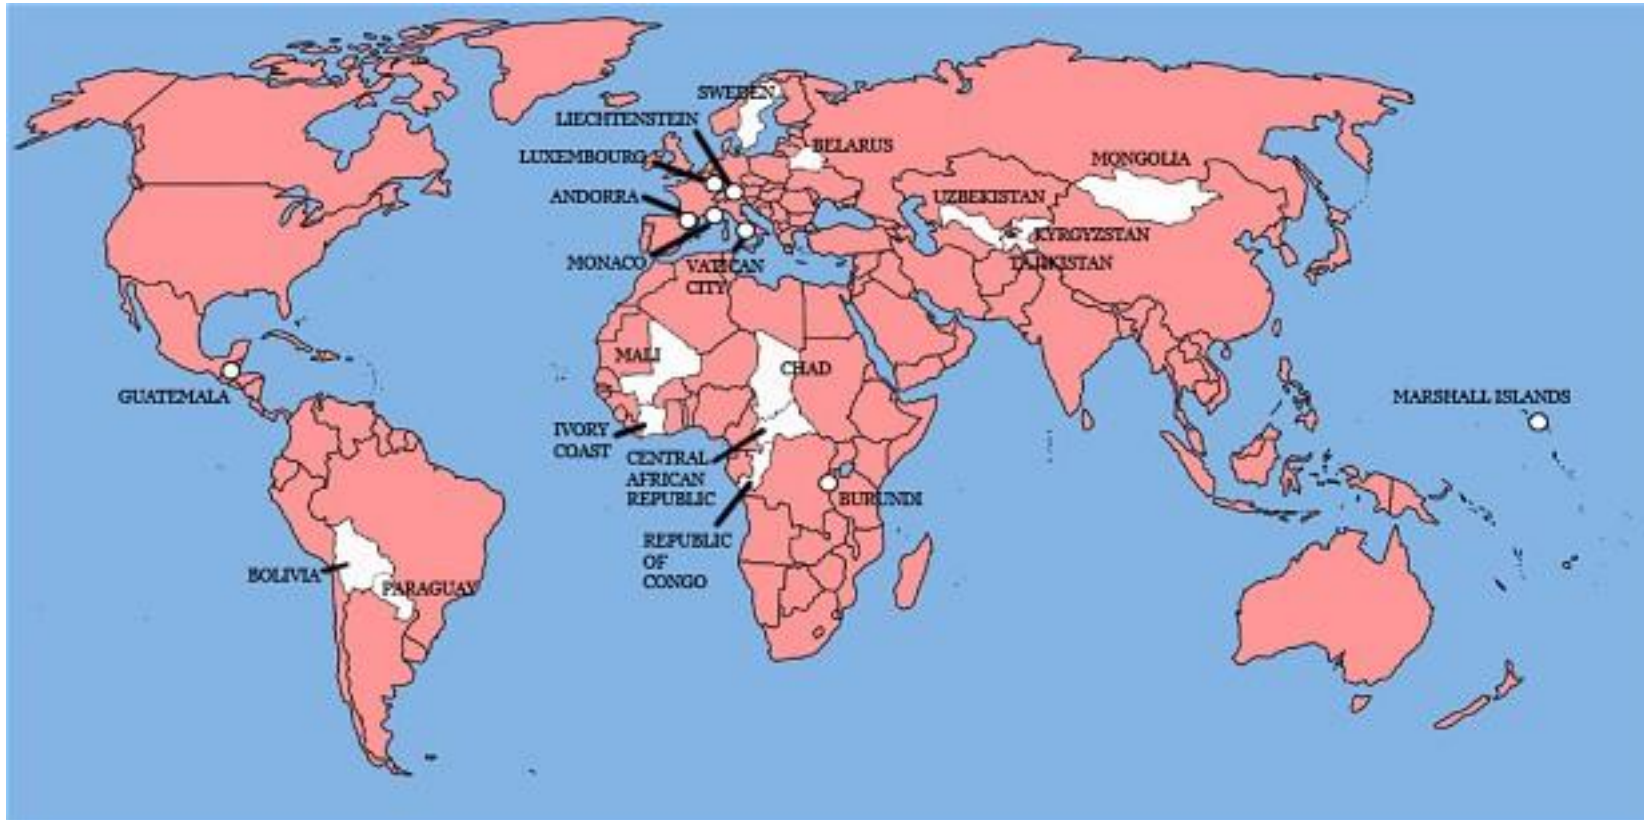 SWEDEN
LIECHTENSTEIN
LUXEMBOURG
BELARUS
MONGOLIA
ANDORRA
UZBEKISTAN
KYRGYZSTAN
MONACO
VATICAN
CITY
TAJIKISTAN
MALI
CHAD
GUATEMALA
MARSHALL ISLANDS
IVORY
COAST
CENTRAL
AFRICAN
REPUBLIC
BURUNDI
REPUBLIC
OF
CONGO
BOLIVIA
PARAGUAY